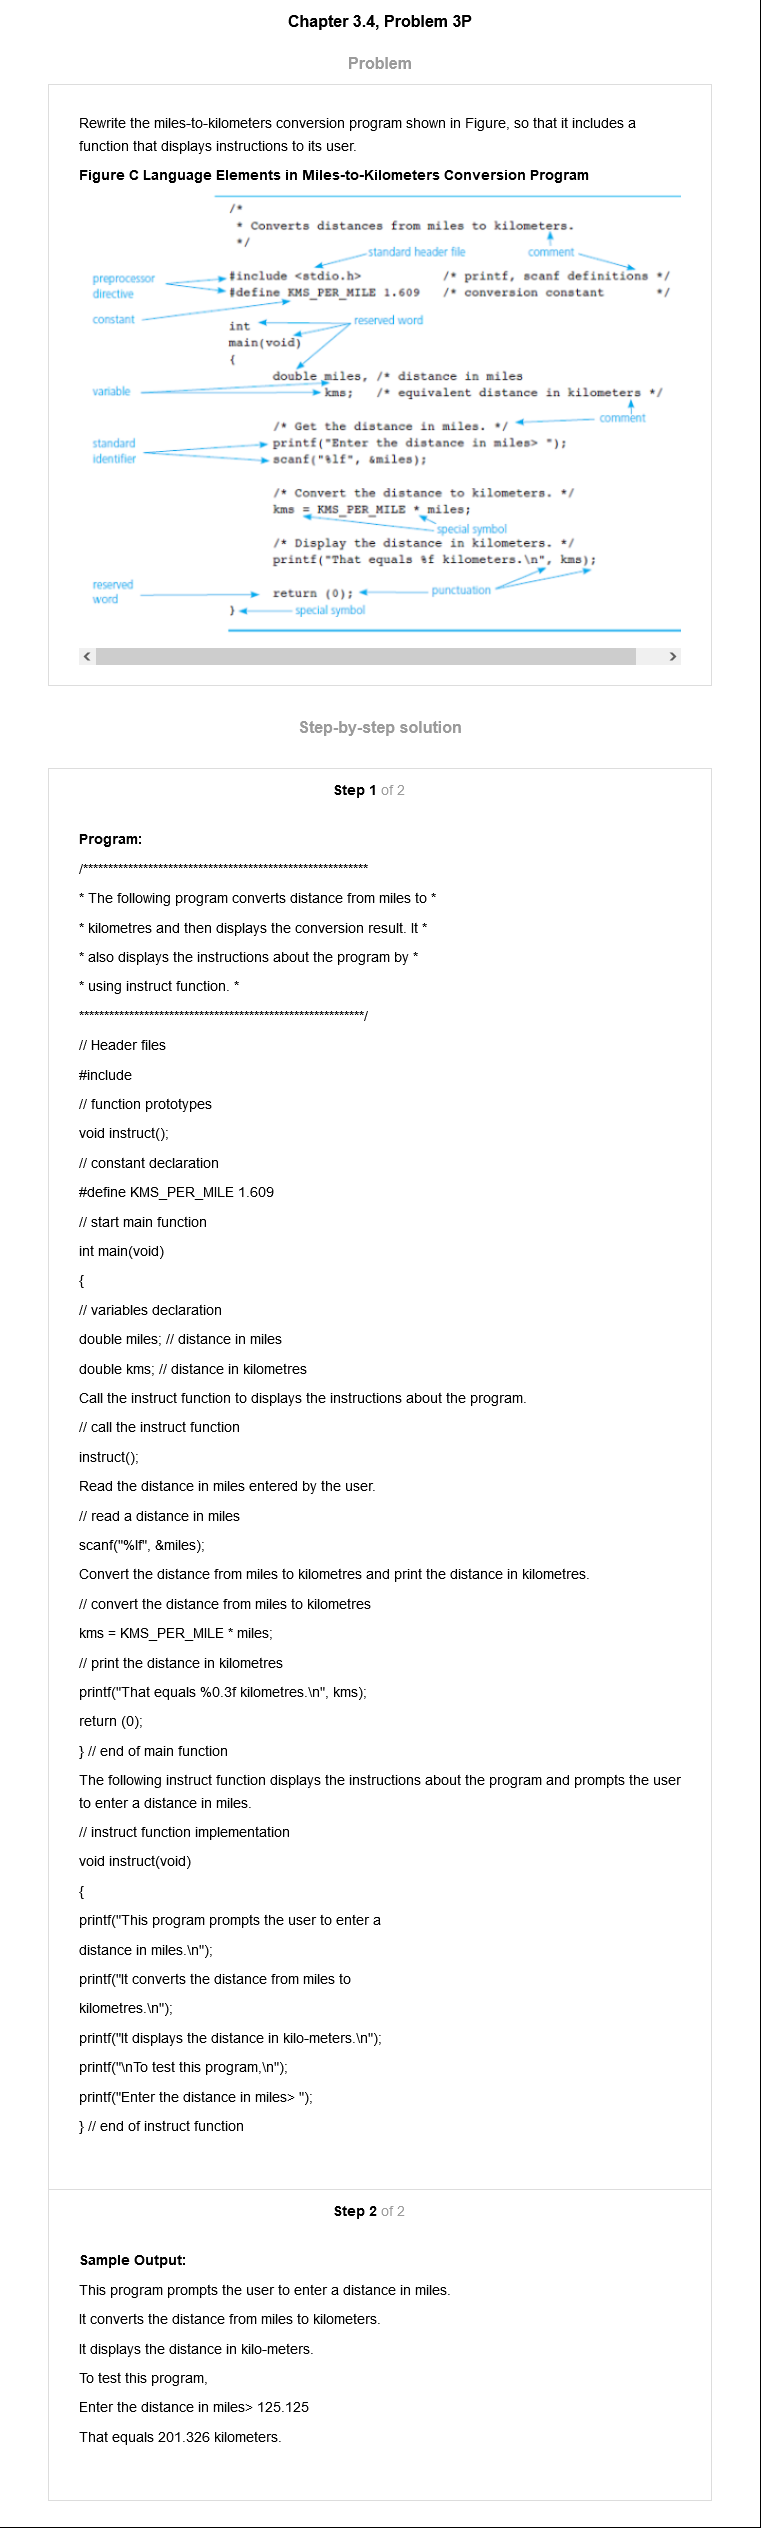 Chapter 3.4, Problem 3P
Problem
Rewrite the miles-to-kilometers conversion program shown in Figure, so that it includes a
function that displays instructions to its user.
Figure C Language Elements in Miles-to-Kilometers Conversion Program
/*
* Converts distances from miles to kilometers.
*/
standard header file comment
preprocessor
directive
#include <stdio.h> /* printf, scanf definitions */
#define KMS_PER_MILE 1.609 /* conversion constant */
constant
reserved word
int
main(void)
{
double miles, /* distance in miles
variable
kms; /* equivalent distance in kilometers */
comment
/* Get the distance in miles. */
standard
identifier
printf("Enter the distance in miles> ");
scanf("%lf", &miles);
/* Convert the distance to kilometers. */
kms = KMS_PER_MILE * miles;
special symbol
/* Display the distance in kilometers. */
printf("That equals %f kilometers.\n", kms);
reserved
word
return (0);
punctuation
}
special symbol
Step-by-step solution
Step 1 of 2
Program:
/*********************************************************
* The following program converts distance from miles to *
* kilometres and then displays the conversion result. It *
* also displays the instructions about the program by *
* using instruct function. *
*********************************************************/
// Header files
#include
// function prototypes
void instruct();
// constant declaration
#define KMS_PER_MILE 1.609
// start main function
int main(void)
{
// variables declaration
double miles; // distance in miles
double kms; // distance in kilometres
Call the instruct function to displays the instructions about the program.
// call the instruct function
instruct();
Read the distance in miles entered by the user.
// read a distance in miles
scanf("%lf", &miles);
Convert the distance from miles to kilometres and print the distance in kilometres.
// convert the distance from miles to kilometres
kms = KMS_PER_MILE * miles;
// print the distance in kilometres
printf("That equals %0.3f kilometres.\n", kms);
return (0);
} // end of main function
The following instruct function displays the instructions about the program and prompts the user
to enter a distance in miles.
// instruct function implementation
void instruct(void)
{
printf("This program prompts the user to enter a
distance in miles.\n");
printf("It converts the distance from miles to
kilometres.\n");
printf("It displays the distance in kilo-meters.\n");
printf("\nTo test this program,\n");
printf("Enter the distance in miles> ");
} // end of instruct function
Step 2 of 2
Sample Output:
This program prompts the user to enter a distance in miles.
It converts the distance from miles to kilometers.
It displays the distance in kilo-meters.
To test this program,
Enter the distance in miles> 125.125
That equals 201.326 kilometers.